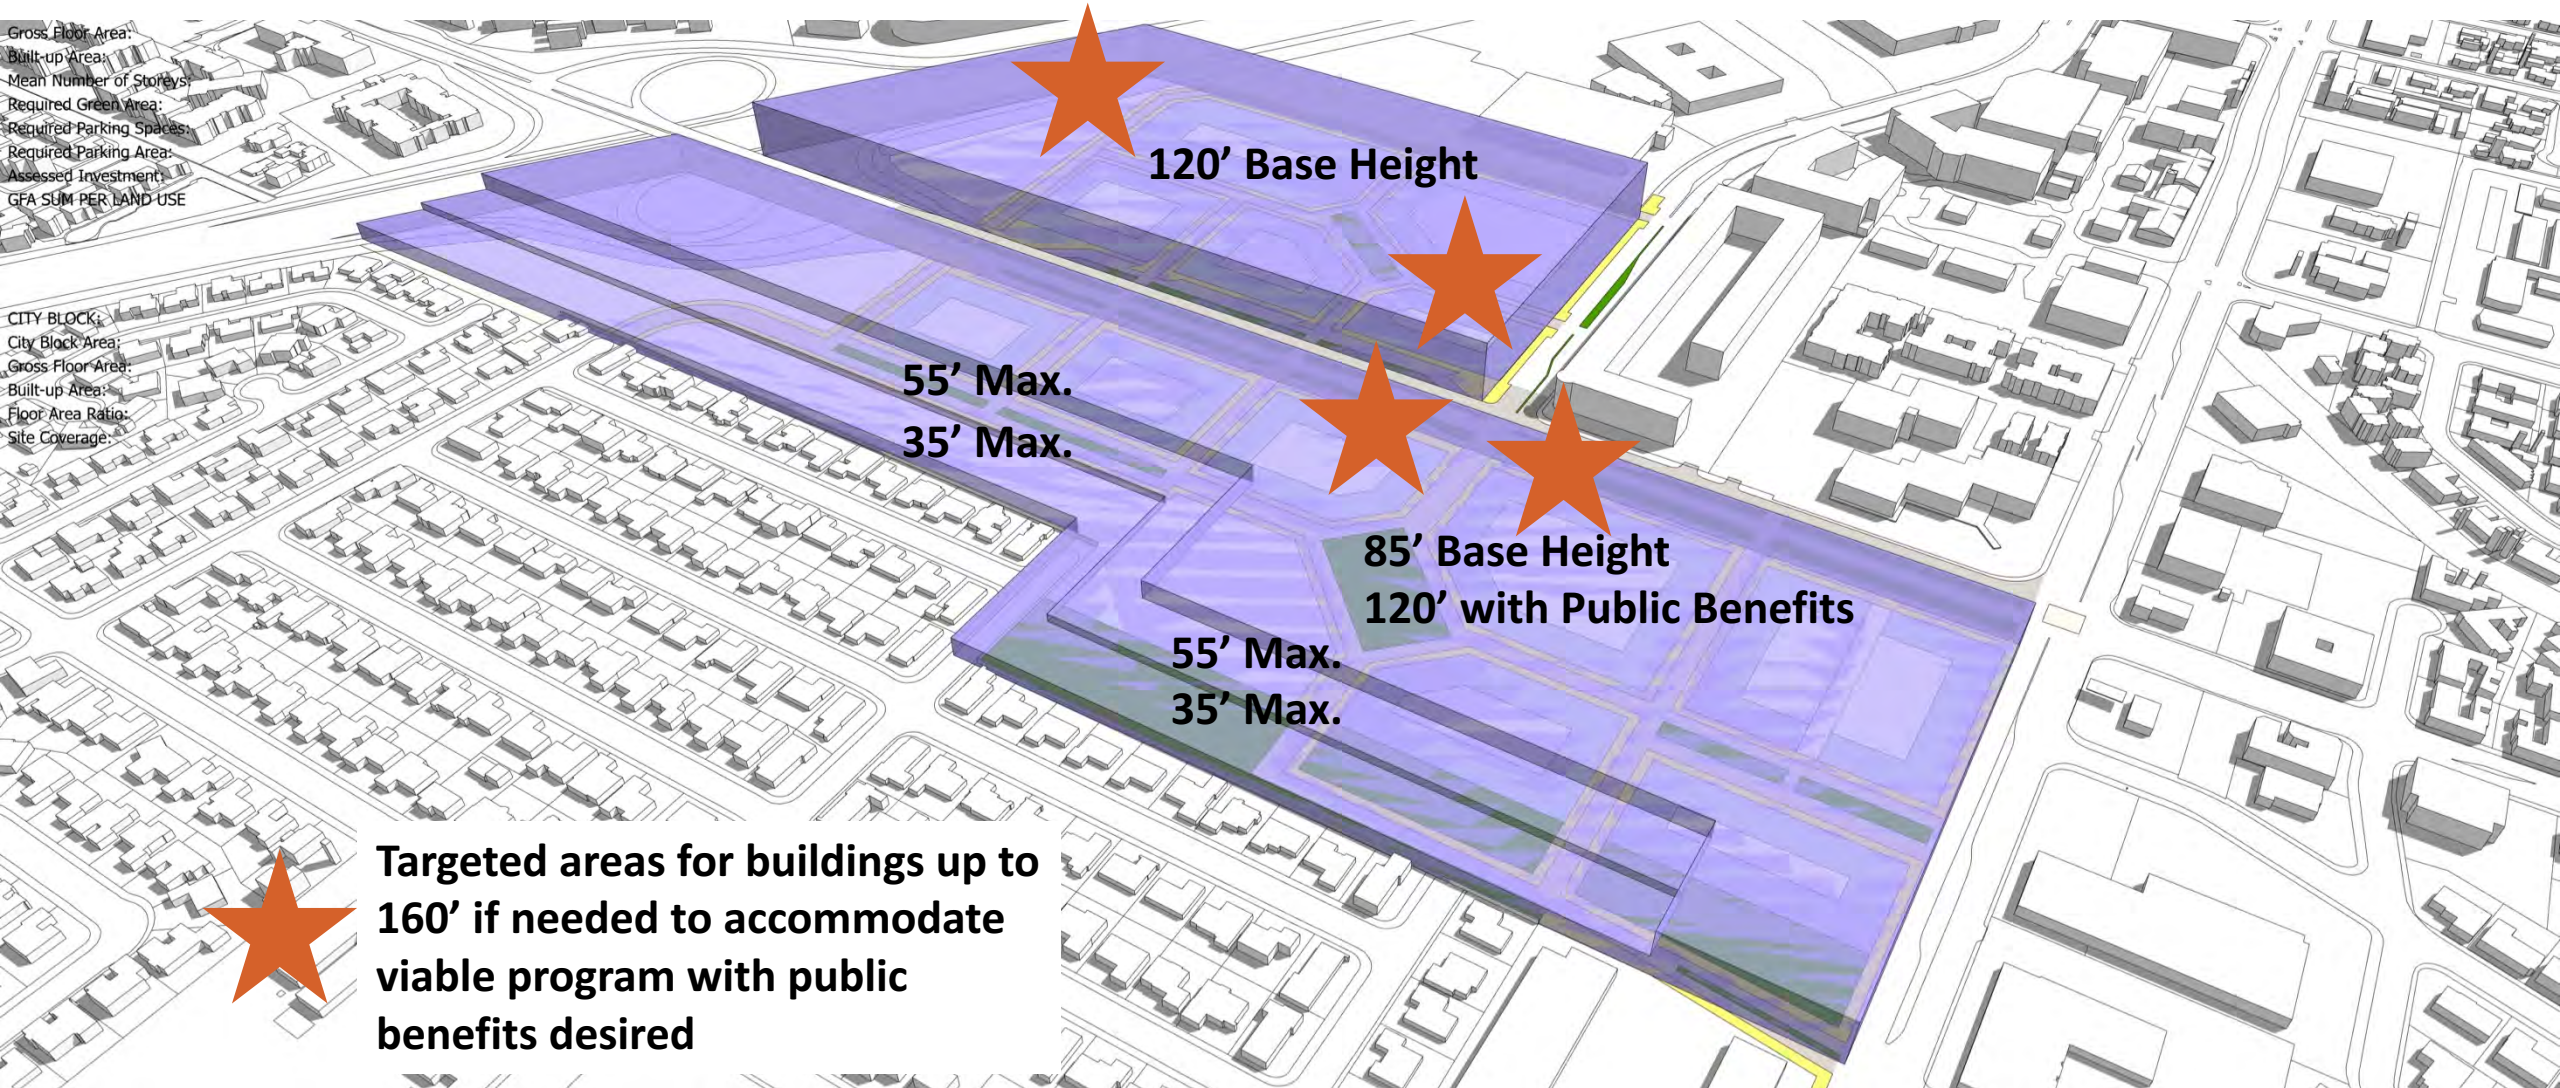 Gross Floor Area:
Built-up Area:
Mean Number of Storeys:
Required Green Area:
Required Parking Spaces:
Required Parking Area:
Assessed Investment:
GFA SUM PER LAND USE
CITY BLOCK:
City Block Area:
Gross Floor Area:
Built-up Area:
Floor Area Ratio:
Site Coverage:
120’ Base Height
55’ Max.
35’ Max.
85’ Base Height
120’ with Public Benefits
55’ Max.
35’ Max.
Targeted areas for buildings up to
160’ if needed to accommodate
viable program with public
benefits desired